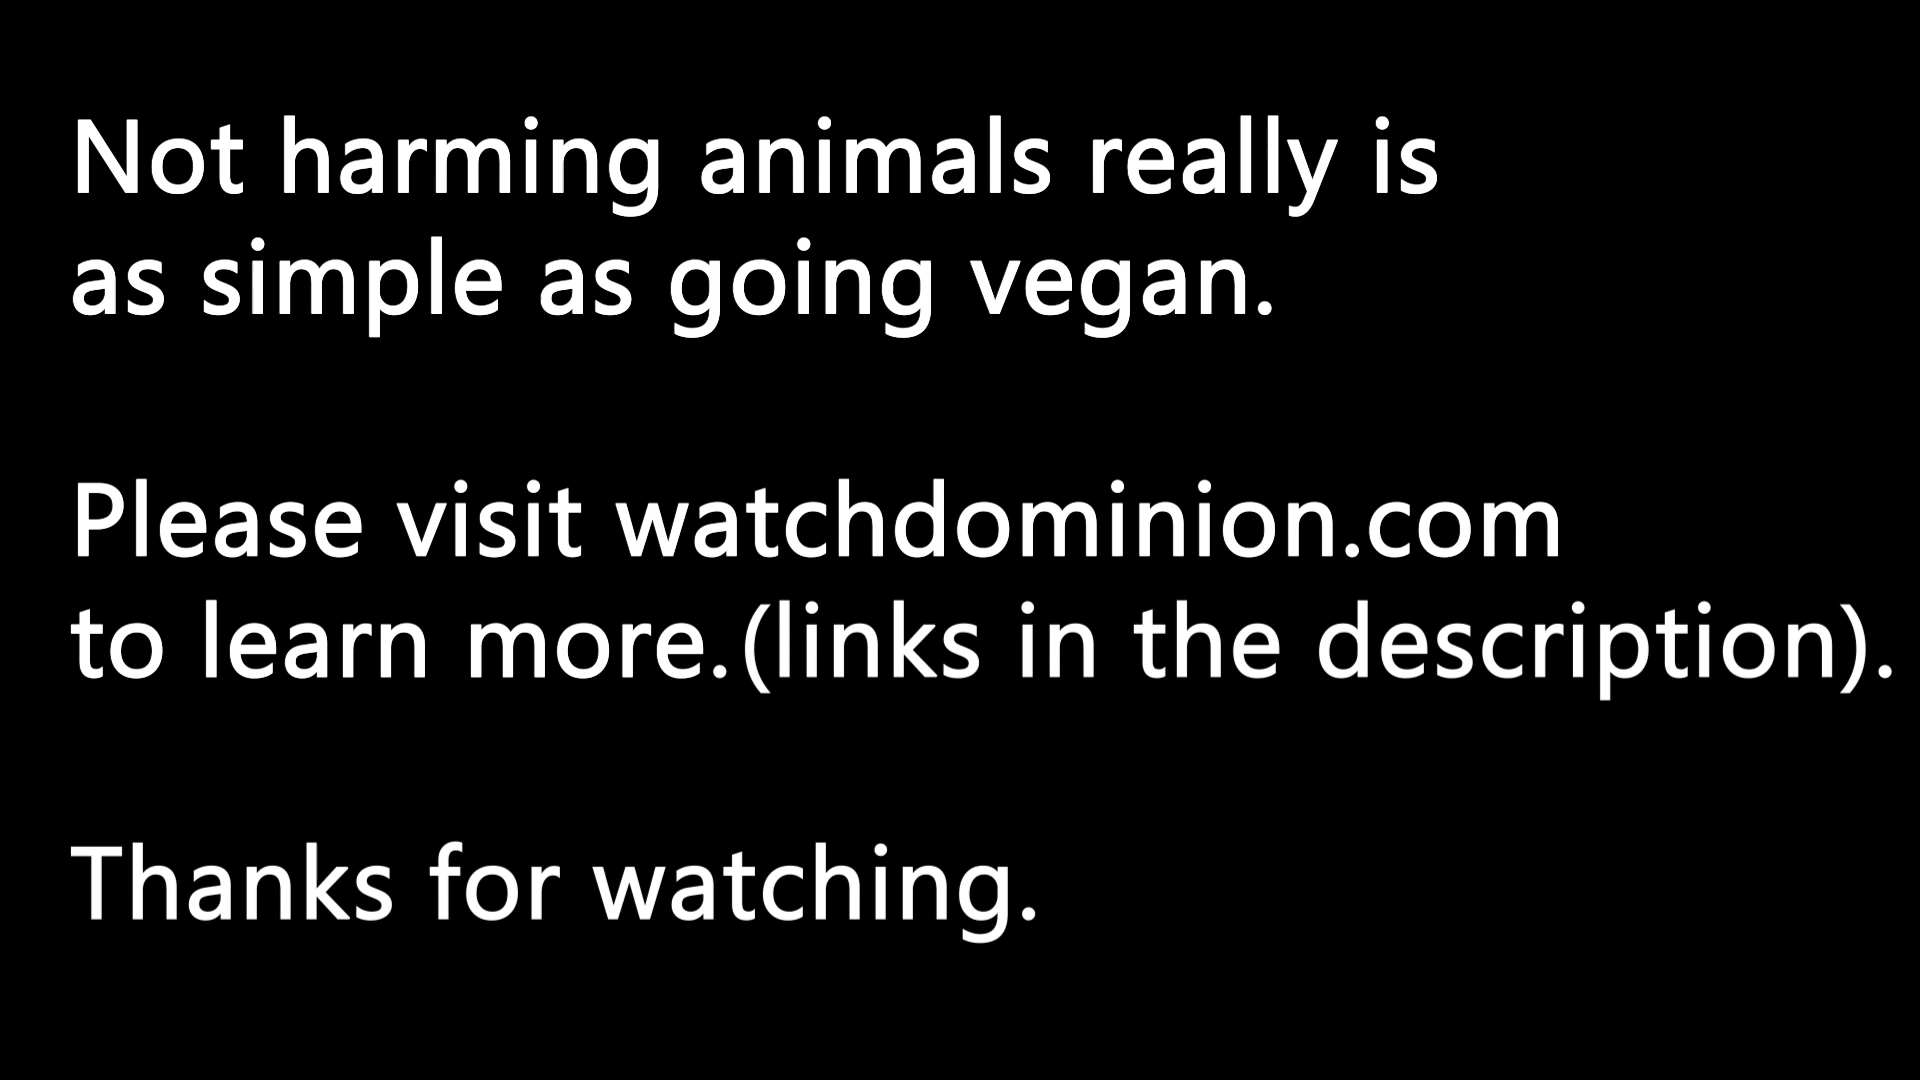 Not harming animals really is
as simple as going vegan.
Please visit watchdominion.com
to learn more.(links in the description).
Thanks for watching.